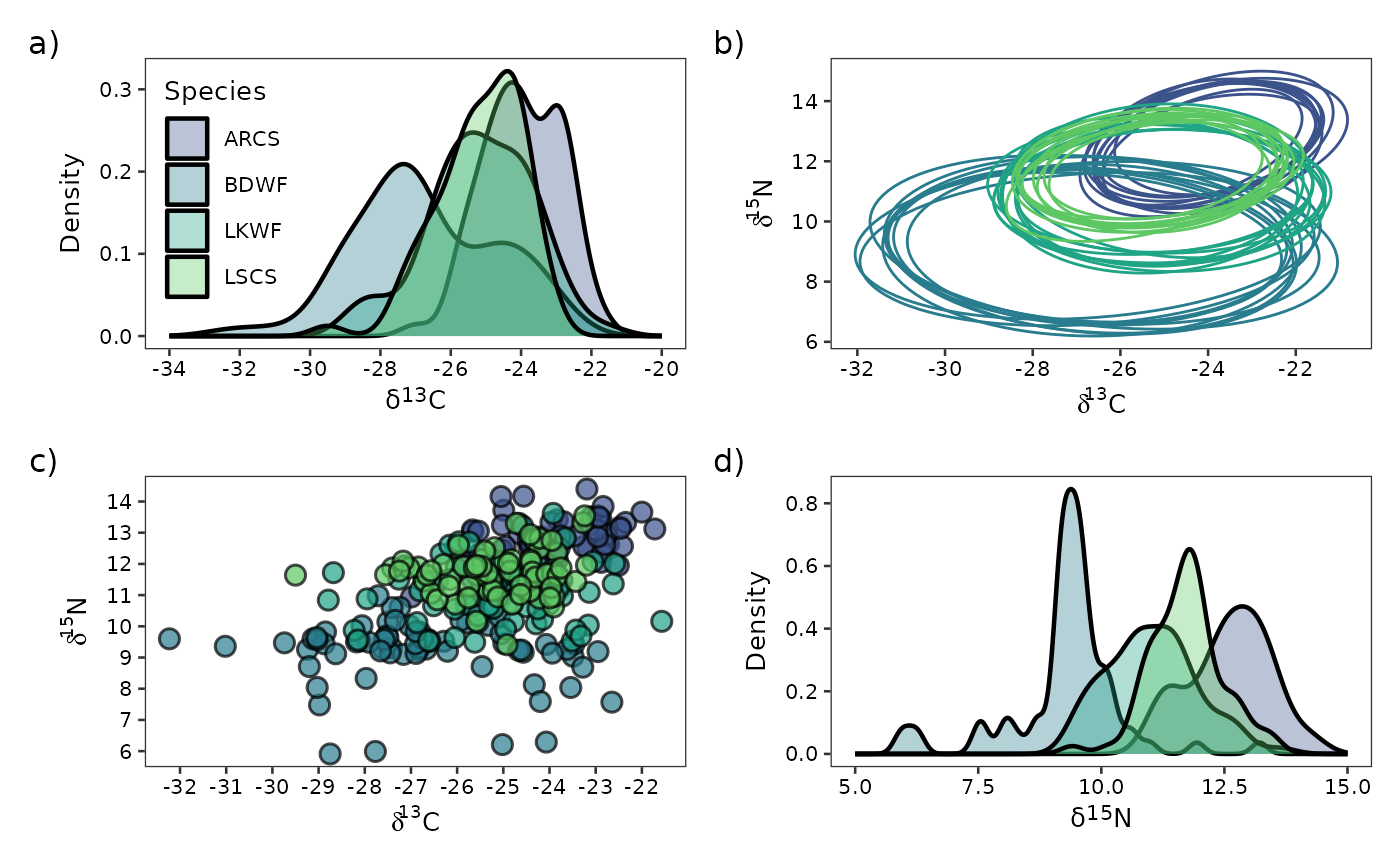 a)
Density
0.3
0.2
0.1
0.0
Species
ARCS
BDWF
LKWF
LSCS
-34 -32 -30 -28 -26 -24 -22 -20
δ¹³C
b)
δ¹⁵N
14
12
10
8
6
-32 -30 -28 -26 -24 -22
δ¹³C
c)
δ¹⁵N
14
13
12
11
10
9
8
7
6
-32 -31 -30 -29 -28 -27 -26 -25 -24 -23 -22
δ¹³C
d)
Density
0.8
0.6
0.4
0.2
0.0
5.0 7.5 10.0 12.5 15.0
δ¹⁵N